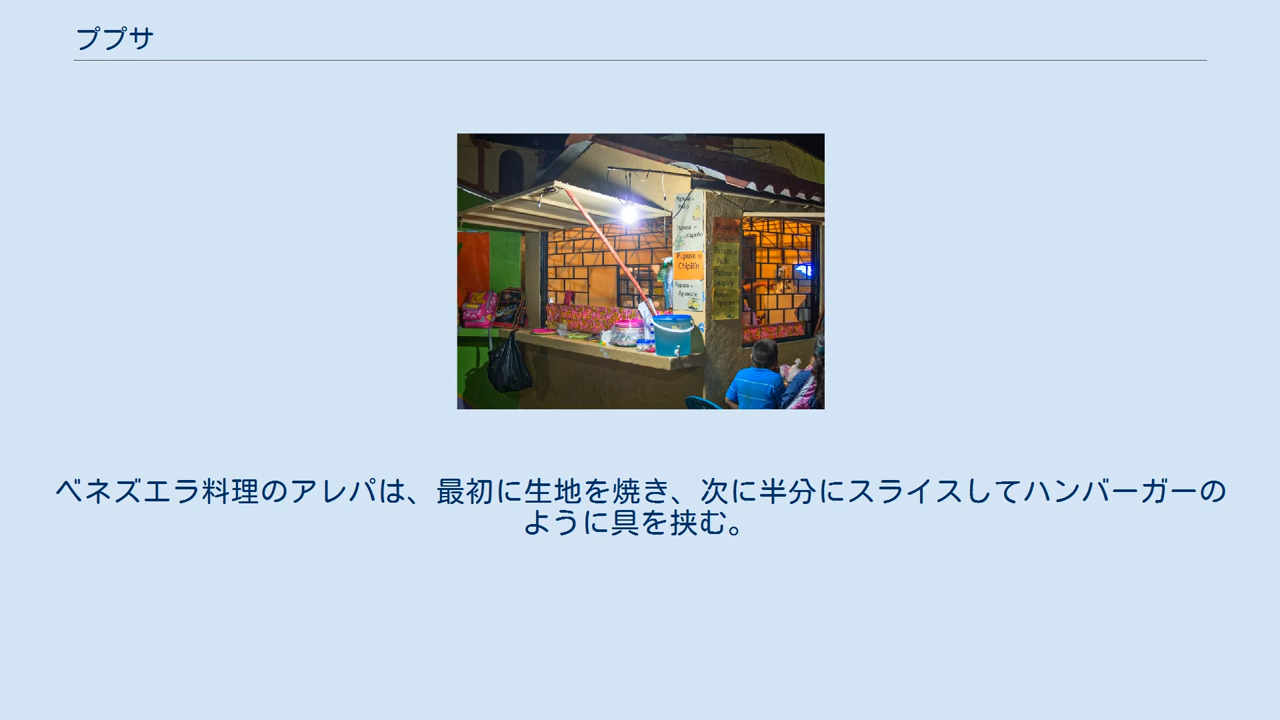 ププサ
Pupusa
Chipilin
ベネズエラ料理のアレパは、最初に生地を焼き、次に半分にスライスしてハンバーガーの
ように具を挟む。